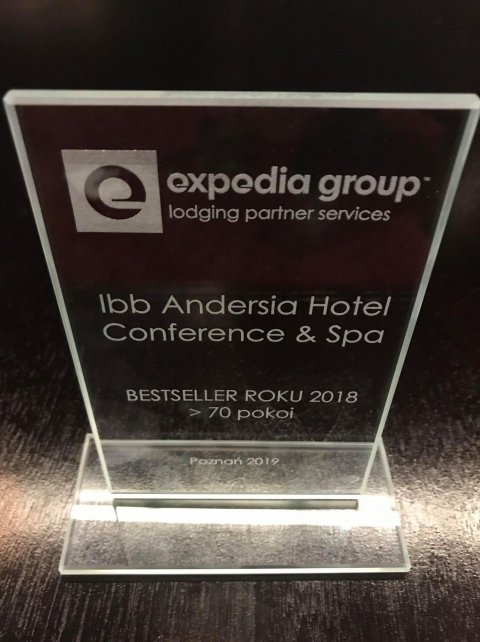 expedia group™
lodging partner services
Ibb Andersia Hotel
Conference & Spa
BESTSELLER ROKU 2018
> 70 pokoi
Poznań 2019